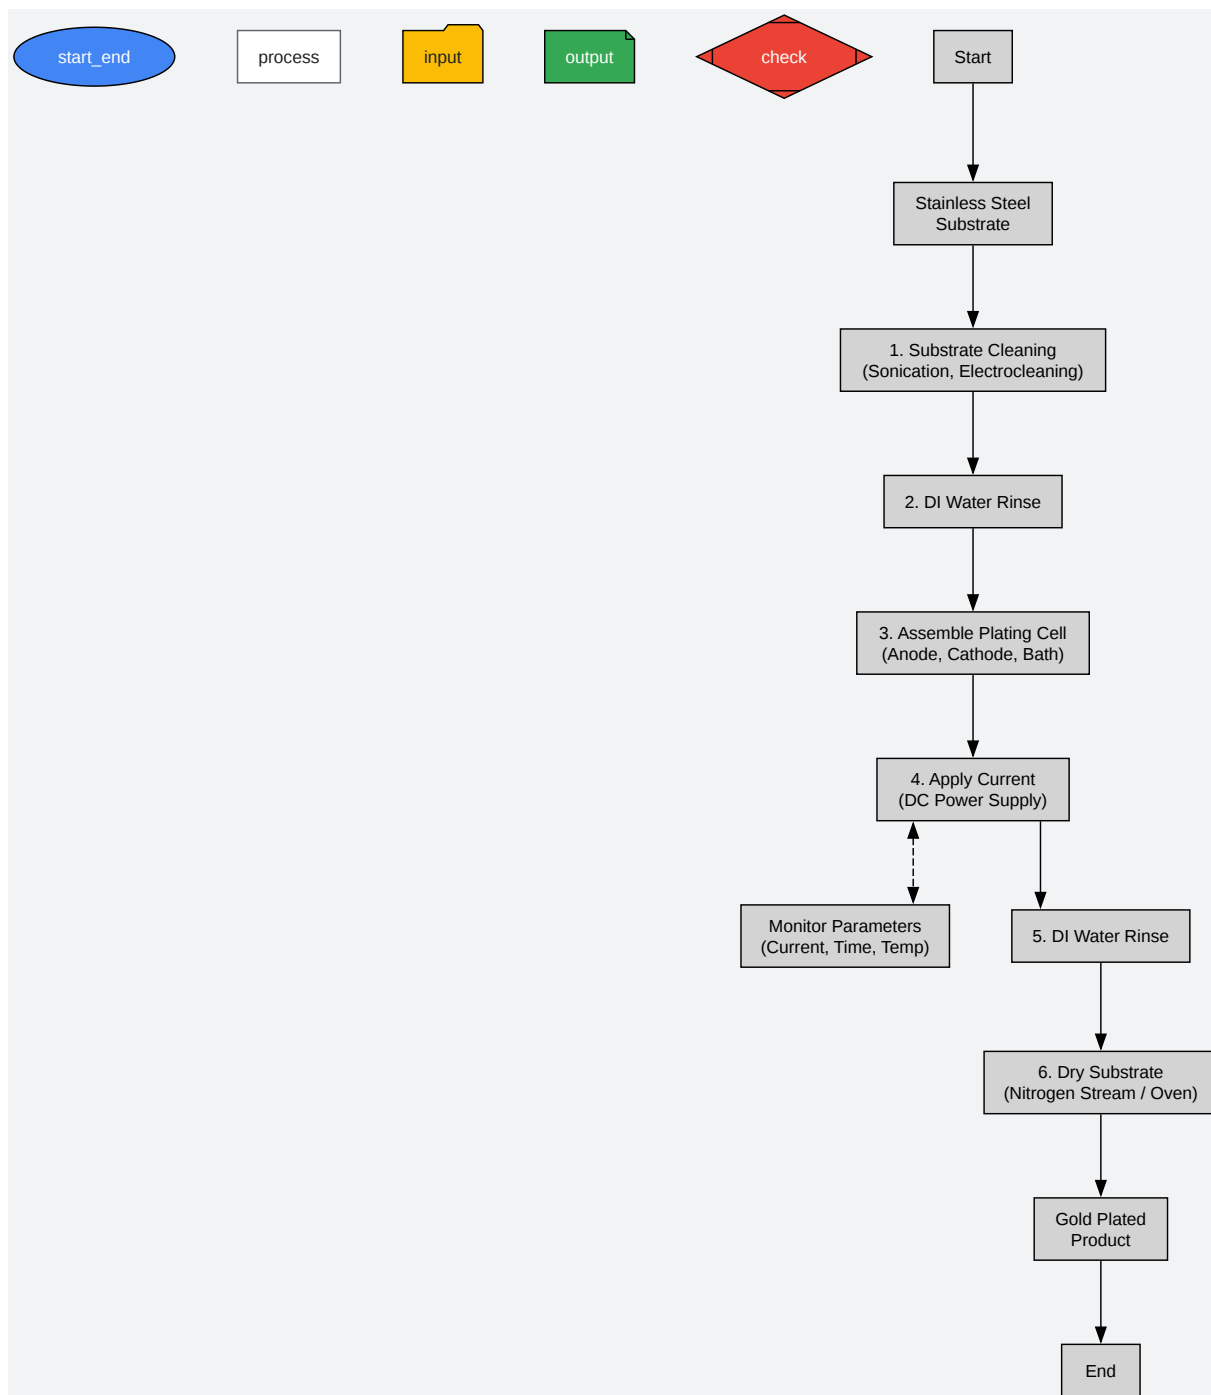 start_end
process
input
output
check
Start
Stainless Steel
Substrate
1. Substrate Cleaning
(Sonication, Electrocleaning)
2. DI Water Rinse
3. Assemble Plating Cell
(Anode, Cathode, Bath)
4. Apply Current
(DC Power Supply)
Monitor Parameters
(Current, Time, Temp)
5. DI Water Rinse
6. Dry Substrate
(Nitrogen Stream / Oven)
Gold Plated
Product
End